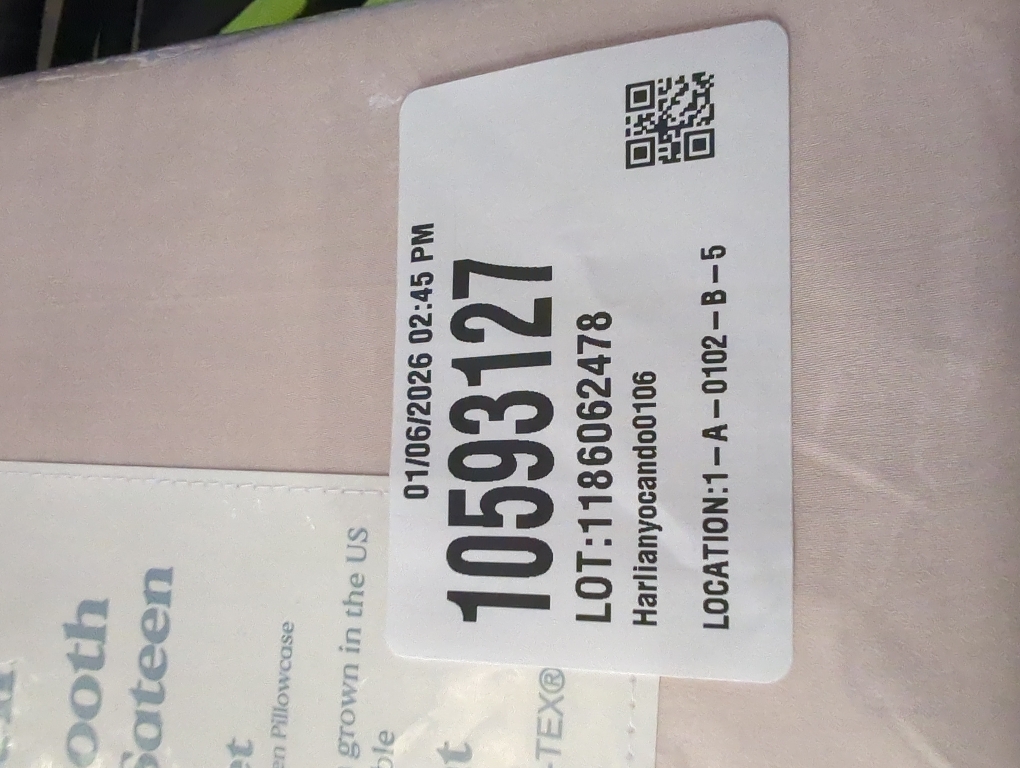 01/06/2026 02:45 PM
10593127
LOT:1186062478
Harlianyocando0106
LOCATION:1-A-0102-B-5
ooth
Sateen
et
en Pillowcase
grown in the US
ble
t
-TEX®